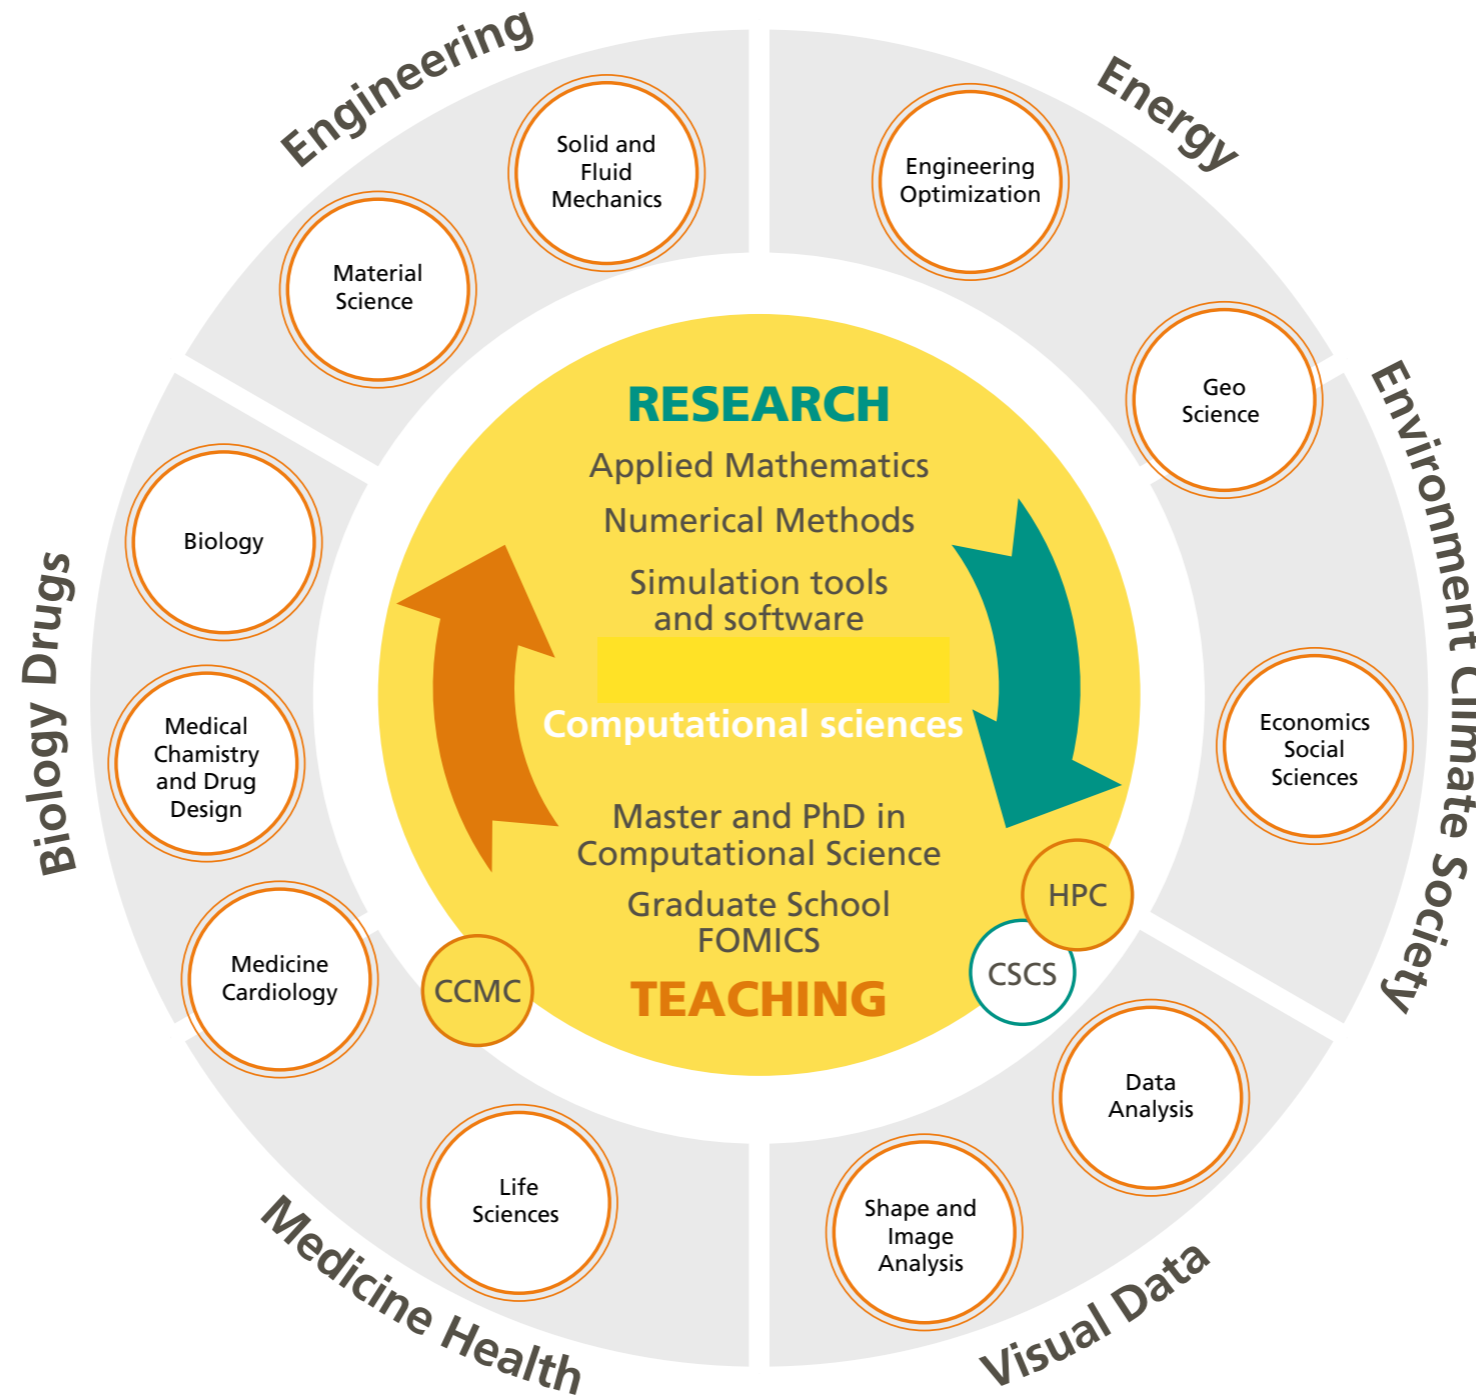 Engineering
Energy
Solid and
Fluid
Mechanics
Engineering
Optimization
Material
Science
Geo
Science
RESEARCH
Applied Mathematics
Numerical Methods
Simulation tools
and software
Computational sciences
Master and PhD in
Computational Science
Graduate School
FOMICS
TEACHING
Biology Drugs
Biology
Medical
Chamistry
and Drug
Design
Medicine
Cardiology
CCMC
HPC
CSCS
Environment Climate Society
Economics
Social
Sciences
Data
Analysis
Life
Sciences
Shape and
Image
Analysis
Medicine Health
Visual Data